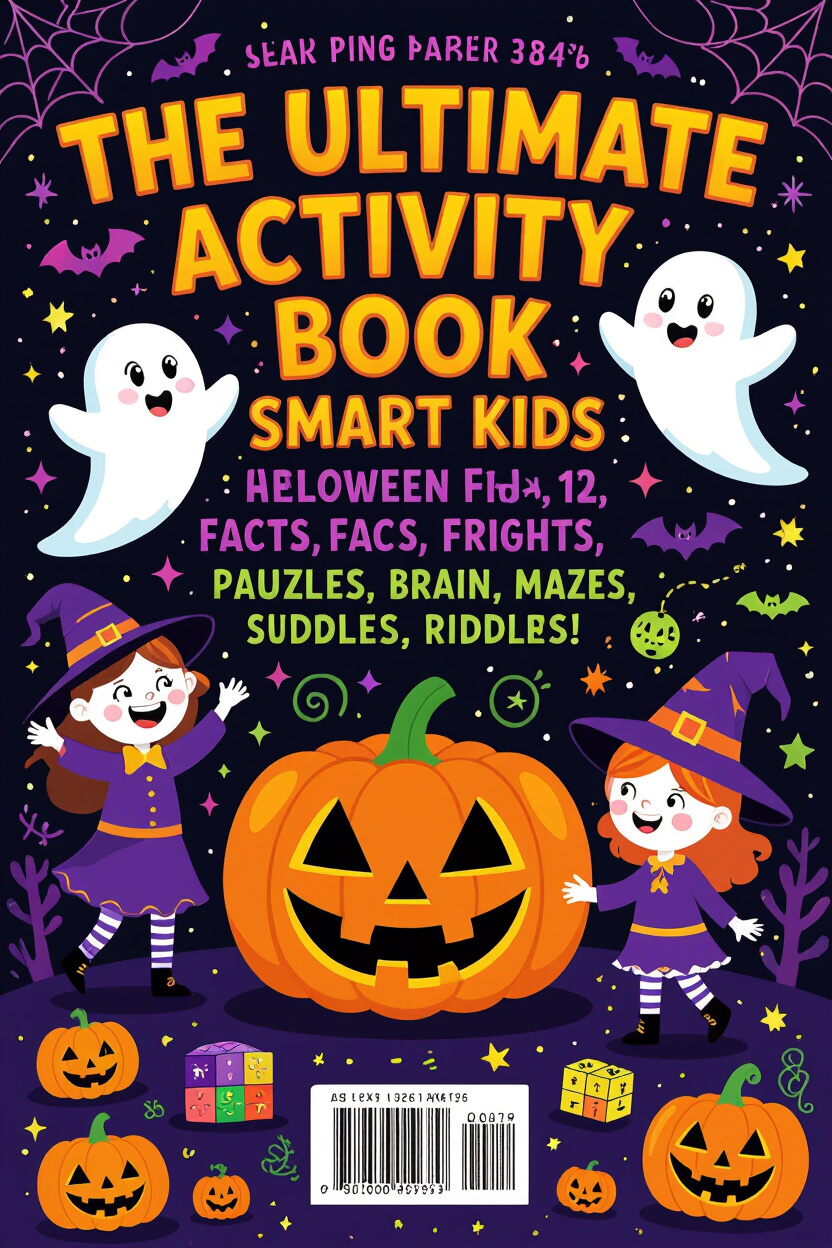 SEAK PING PARER 384%
THE ULTIMATE
ACTIVITY
BOOK
SMART KIDS
HELOWEEN 12,
FACTS, FACS, FRIGHTS,
PAUZLES, BRAIN, MAZES,
SUDDLES, RIDDLES!
00879